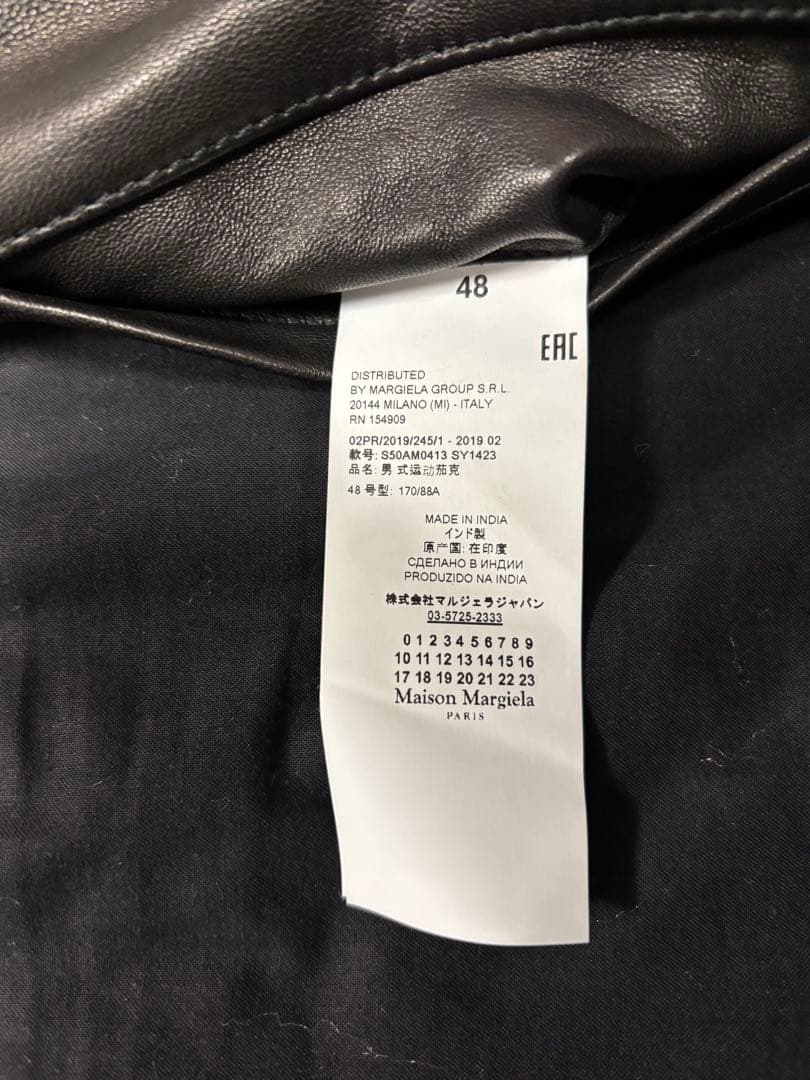 48
EAC
DISTRIBUTED
BY MARGIELA GROUP S.R.L.
20144 MILANO (MI) - ITALY
RN 154909
02PR/2019/245/1 - 2019 02
款号: S50AM0413 SY1423
品名: 男 式运动茄克
48 号型: 170/88A
MADE IN INDIA
インド製
原产国: 在印度
СДЕЛАНО В ИНДИИ
PRODUZIDO NA INDIA
株式会社マルジェラジャパン
03-5725-2333
0 1 2 3 4 5 6 7 8 9
10 11 12 13 14 15 16
17 18 19 20 21 22 23
Maison Margiela
PARIS